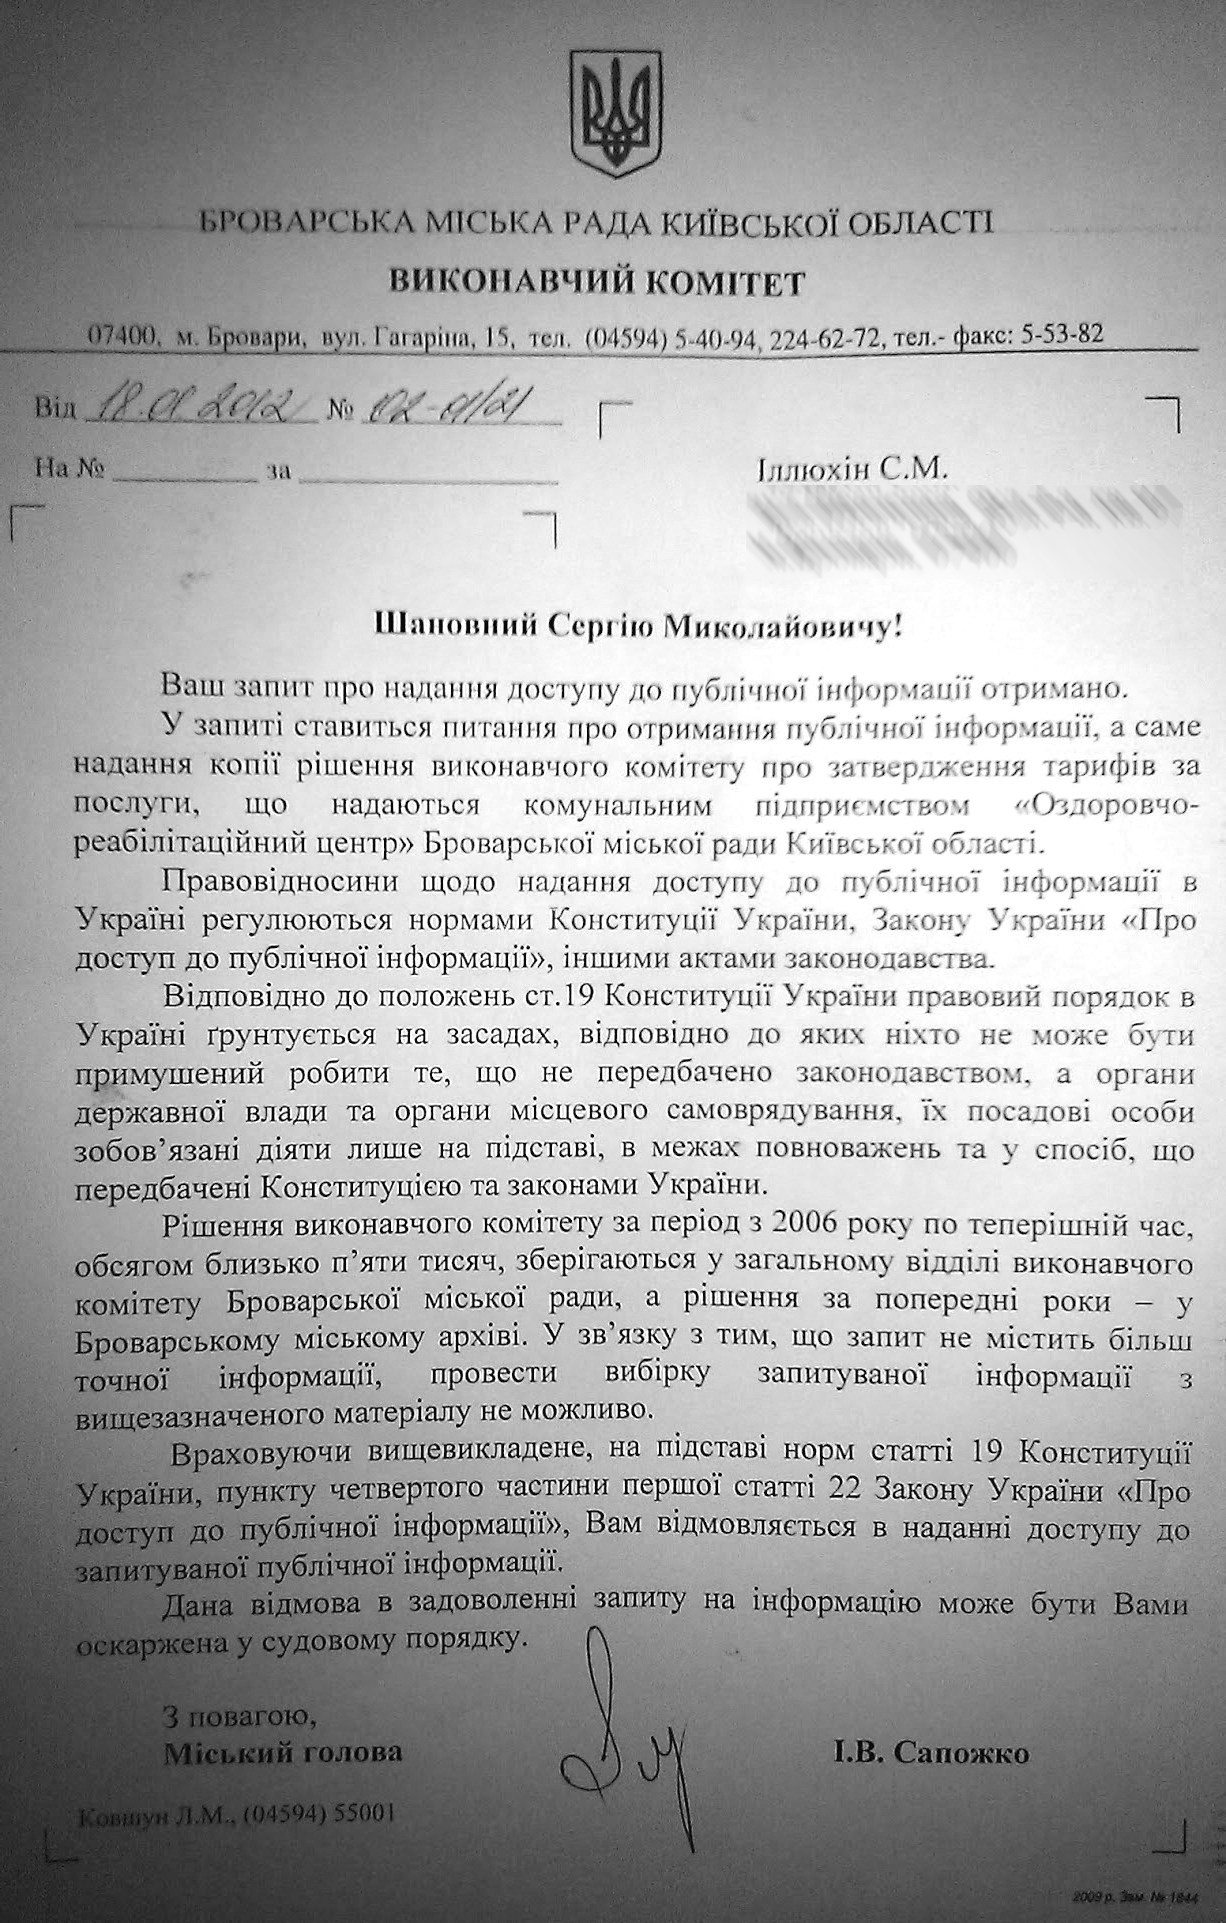 БРОВАРСЬКА МІСЬКА РАДА КИЇВСЬКОЇ ОБЛАСТІ
ВИКОНАВЧИЙ КОМІТЕТ
07400, м. Бровари, вул. Гагаріна, 15, тел. (04594) 5-40-94, 224-62-72, тел.- факс: 5-53-82
Від 18.01.2012 № 02-01/21
На № за
Іллюхін С.М.
Шановний Сергію Миколайовичу!
Ваш запит про надання доступу до публічної інформації отримано.
У запиті ставиться питання про отримання публічної інформації, а саме
надання копії рішення виконавчого комітету про затвердження тарифів за
послуги, що надаються комунальним підприємством «Оздоровчо-
реабілітаційний центр» Броварської міської ради Київської області.
Правовідносини щодо надання доступу до публічної інформації в
Україні регулюються нормами Конституції України, Закону України «Про
доступ до публічної інформації», іншими актами законодавства.
Відповідно до положень ст.19 Конституції України правовий порядок в
Україні ґрунтується на засадах, відповідно до яких ніхто не може бути
примушений робити те, що не передбачено законодавством, а органи
державної влади та органи місцевого самоврядування, їх посадові особи
зобов’язані діяти лише на підставі, в межах повноважень та у спосіб, що
передбачені Конституцією та законами України.
Рішення виконавчого комітету за період з 2006 року по теперішній час,
обсягом близько п’яти тисяч, зберігаються у загальному відділі виконавчого
комітету Броварської міської ради, а рішення за попередні роки – у
Броварському міському архіві. У зв’язку з тим, що запит не містить більш
точної інформації, провести вибірку запитуваної інформації з
вищезазначеного матеріалу не можливо.
Враховуючи вищевикладене, на підставі норм статті 19 Конституції
України, пункту четвертого частини першої статті 22 Закону України «Про
доступ до публічної інформації», Вам відмовляється в наданні доступу до
запитуваної публічної інформації.
Дана відмова в задоволенні запиту на інформацію може бути Вами
оскаржена у судовому порядку.
З повагою,
Міський голова І.В. Сапожко
Ковшун Л.М., (04594) 55001
2009 р. Зам. № 1844